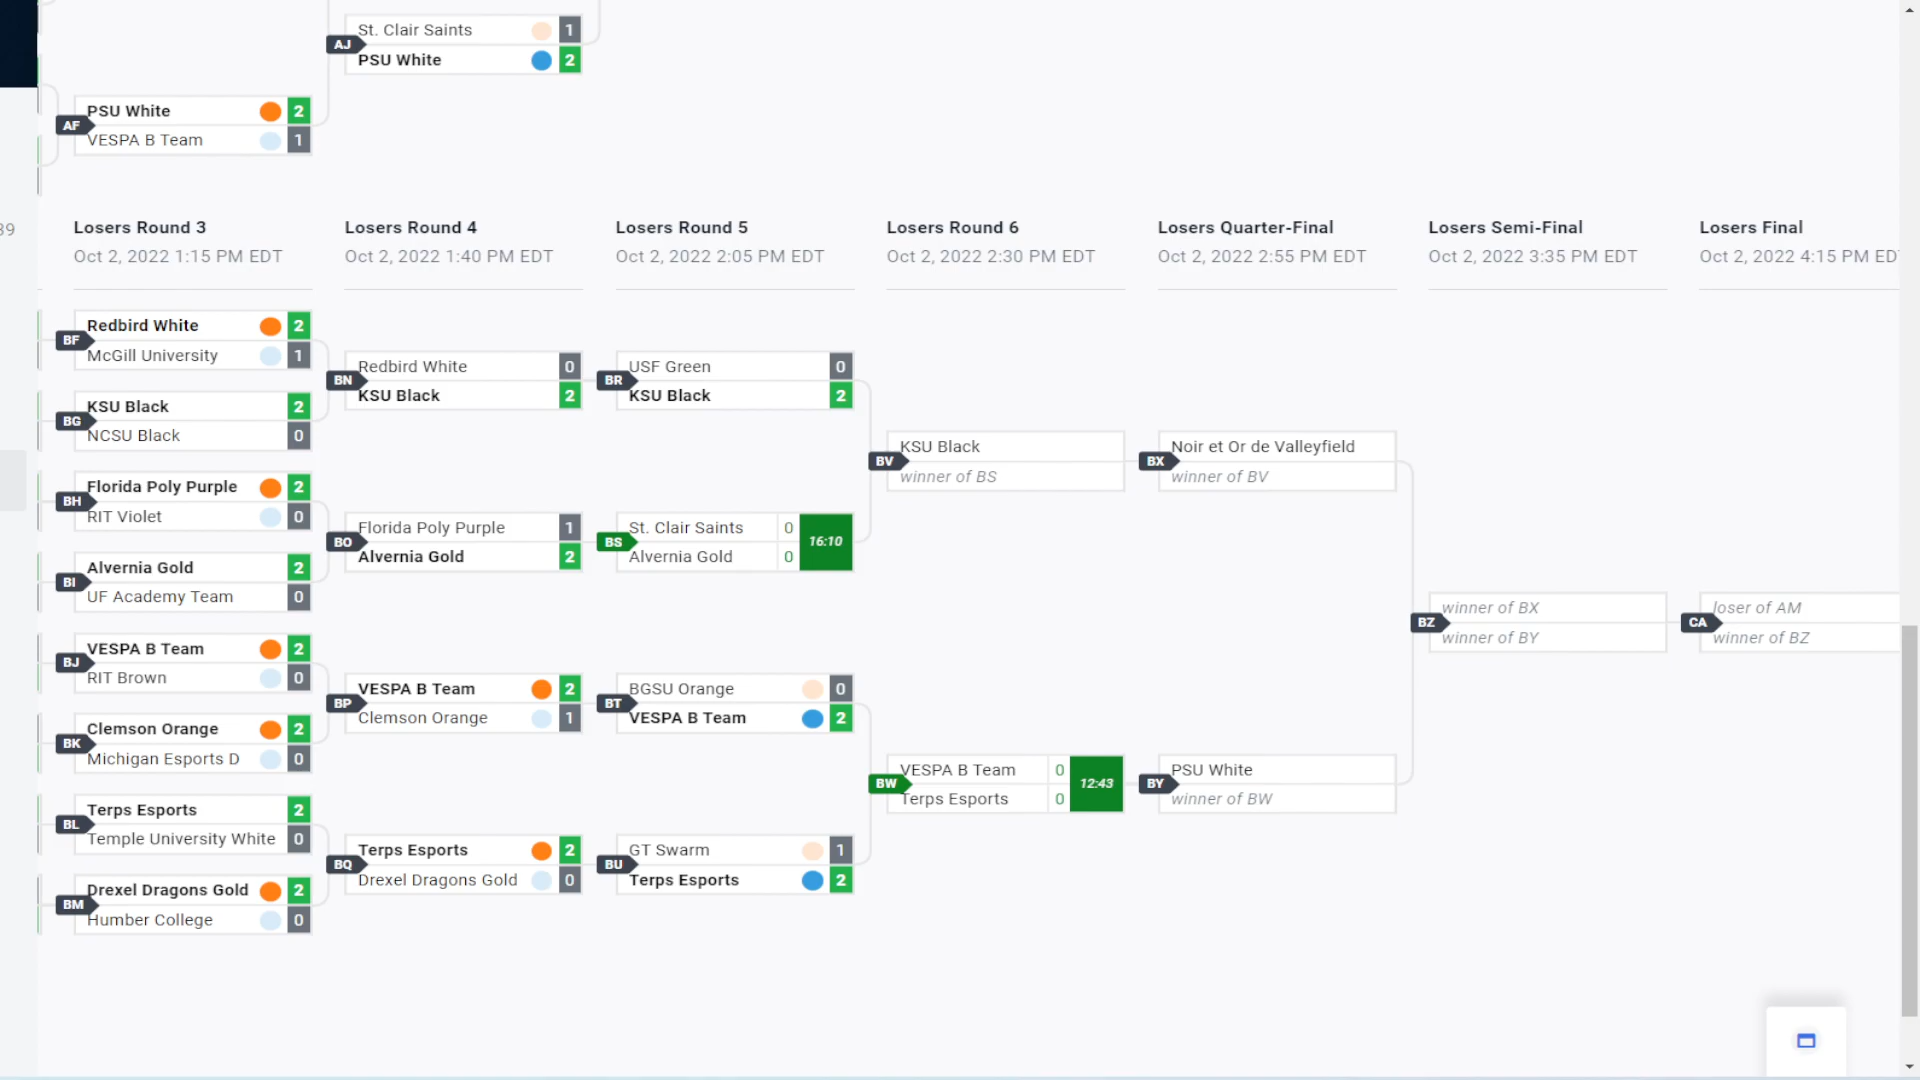 St. Clair Saints 1
AJ
PSU White 2
PSU White 2
AF
VESPA B Team 1
39
Losers Round 3
Oct 2, 2022 1:15 PM EDT
Losers Round 4
Oct 2, 2022 1:40 PM EDT
Losers Round 5
Oct 2, 2022 2:05 PM EDT
Losers Round 6
Oct 2, 2022 2:30 PM EDT
Losers Quarter-Final
Oct 2, 2022 2:55 PM EDT
Losers Semi-Final
Oct 2, 2022 3:35 PM EDT
Losers Final
Oct 2, 2022 4:15 PM ED
Redbird White 2
BF
McGill University 1
KSU Black 2
BG
NCSU Black 0
Florida Poly Purple 2
BH
RIT Violet 0
Alvernia Gold 2
BI
UF Academy Team 0
VESPA B Team 2
BJ
RIT Brown 0
Clemson Orange 2
BK
Michigan Esports D 0
Terps Esports 2
BL
Temple University White 0
Drexel Dragons Gold 2
BM
Humber College 0
Redbird White 0
BN
KSU Black 2
Florida Poly Purple 1
BO
Alvernia Gold 2
VESPA B Team 2
BP
Clemson Orange 1
Terps Esports 2
BQ
Drexel Dragons Gold 0
USF Green 0
BR
KSU Black 2
St. Clair Saints 0
BS 16:10
Alvernia Gold 0
BGSU Orange 0
BT
VESPA B Team 2
GT Swarm 1
BU
Terps Esports 2
KSU Black
BV
winner of BS
VESPA B Team 0
BW 12:43
Terps Esports 0
Noir et Or de Valleyfield
BX
winner of BV
PSU White
BY
winner of BW
winner of BX
BZ
winner of BY
loser of AM
CA
winner of BZ